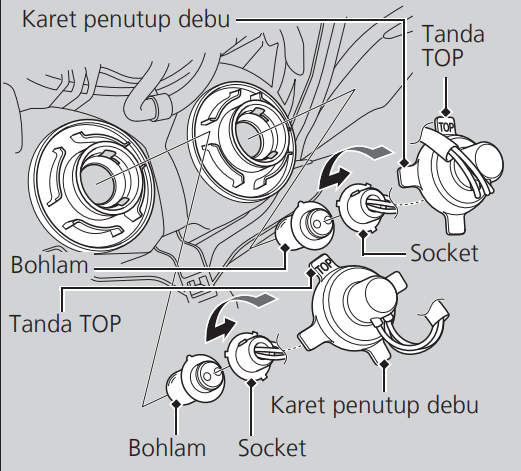 Karet penutup debu
Tanda
TOP
TOP
Bohlam
Socket
TOP
Tanda TOP
Karet penutup debu
Bohlam
Socket